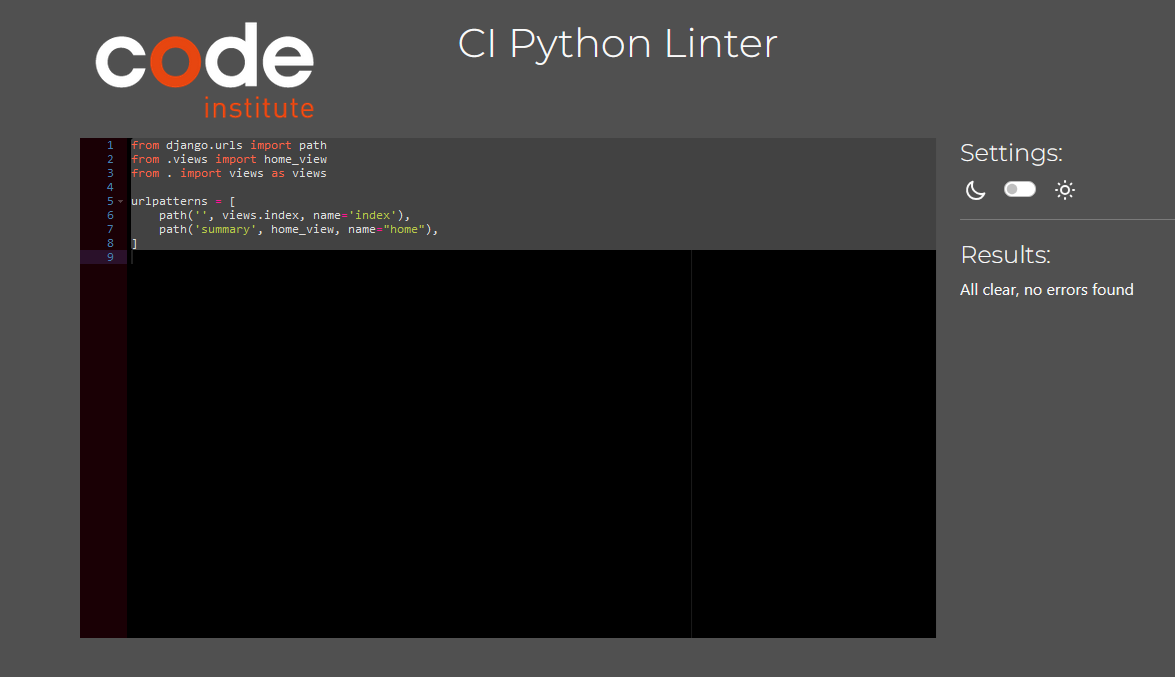 code
institute
CI Python Linter
1 from django.urls import path
2 from .views import home_view
3 from . import views as views
4
5 urlpatterns = [
6     path('', views.index, name='index'),
7     path('summary', home_view, name="home"),
8 ]
9
Settings:
Results:
All clear, no errors found